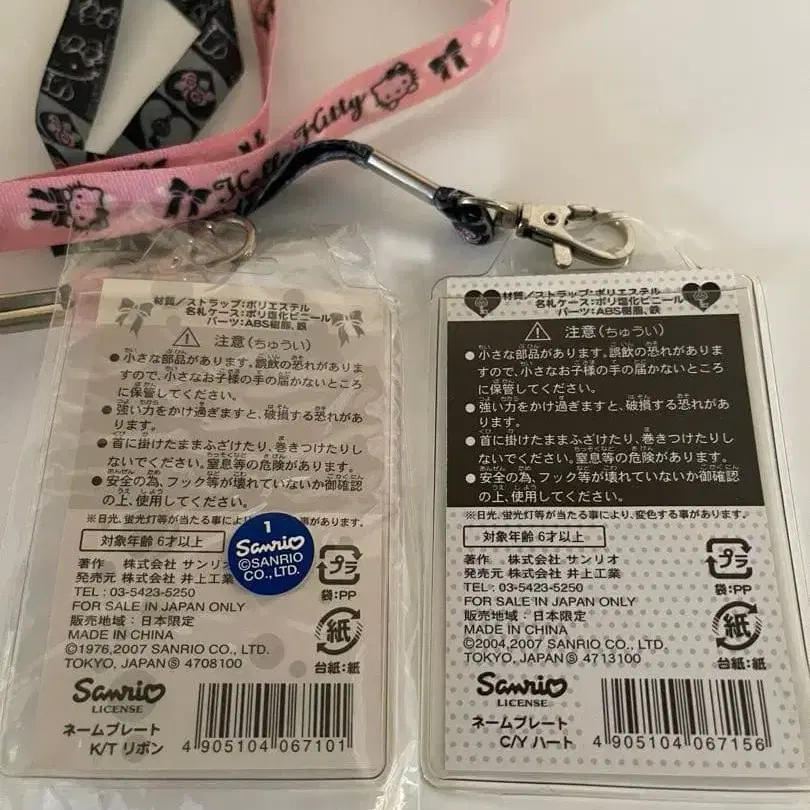 Hello Kitty
材質／ストラップ:ポリエステル
名札ケース:ポリ塩化ビニール
パーツ:ABS樹脂、鉄
注意(ちゅうい)
●小さな部品があります。誤飲の恐れがありま
すので、小さなお子様の手の届かないところ
に保管してください。
●強い力をかけ過ぎますと、破損する恐れがあ
ります。
●首に掛けたままふざけたり、巻きつけたりし
ないでください。窒息等の危険があります。
●安全の為、フック等が壊れていないか御確認
の上、使用してください。
※日光、蛍光灯等が当たる事により
事があります。
対象年齢 6才以上
1
Sanrio
©SANRIO
CO., LTD.
著作 株式会社 サンリオ
発売元 株式会社 井上工業
TEL:03-5423-5250
FOR SALE IN JAPAN ONLY
販売地域:日本限定
MADE IN CHINA
©1976,2007 SANRIO CO., LTD.
TOKYO, JAPAN Ⓢ 4708100
プラ
袋:PP
紙
台紙:紙
Sanrio
LICENSE
ネームプレート
K/T リボン
4 905104 067101
材質／ストラップ:ポリエステル
名札ケース:ポリ塩化ビニール
パーツ:ABS樹脂、鉄
注意(ちゅうい)
●小さな部品があります。誤飲の恐れがありま
すので、小さなお子様の手の届かないところ
に保管してください。
●強い力をかけ過ぎますと、破損する恐れがあ
ります。
●首に掛けたままふざけたり、巻きつけたりし
ないでください。窒息等の危険があります。
●安全の為、フック等が壊れていないか御確認
の上、使用してください。
※日光、蛍光灯等が当たる事により、変色する事があります。
対象年齢 6才以上
著作 株式会社 サンリオ
発売元 株式会社 井上工業
TEL:03-5423-5250
FOR SALE IN JAPAN ONLY
販売地域:日本限定
MADE IN CHINA
©2004,2007 SANRIO CO., LTD.
TOKYO, JAPAN Ⓢ 4713100
プラ
袋:PP
紙
台紙:紙
Sanrio
LICENSE
ネームプレート
C/Y ハート
4 905104 067156